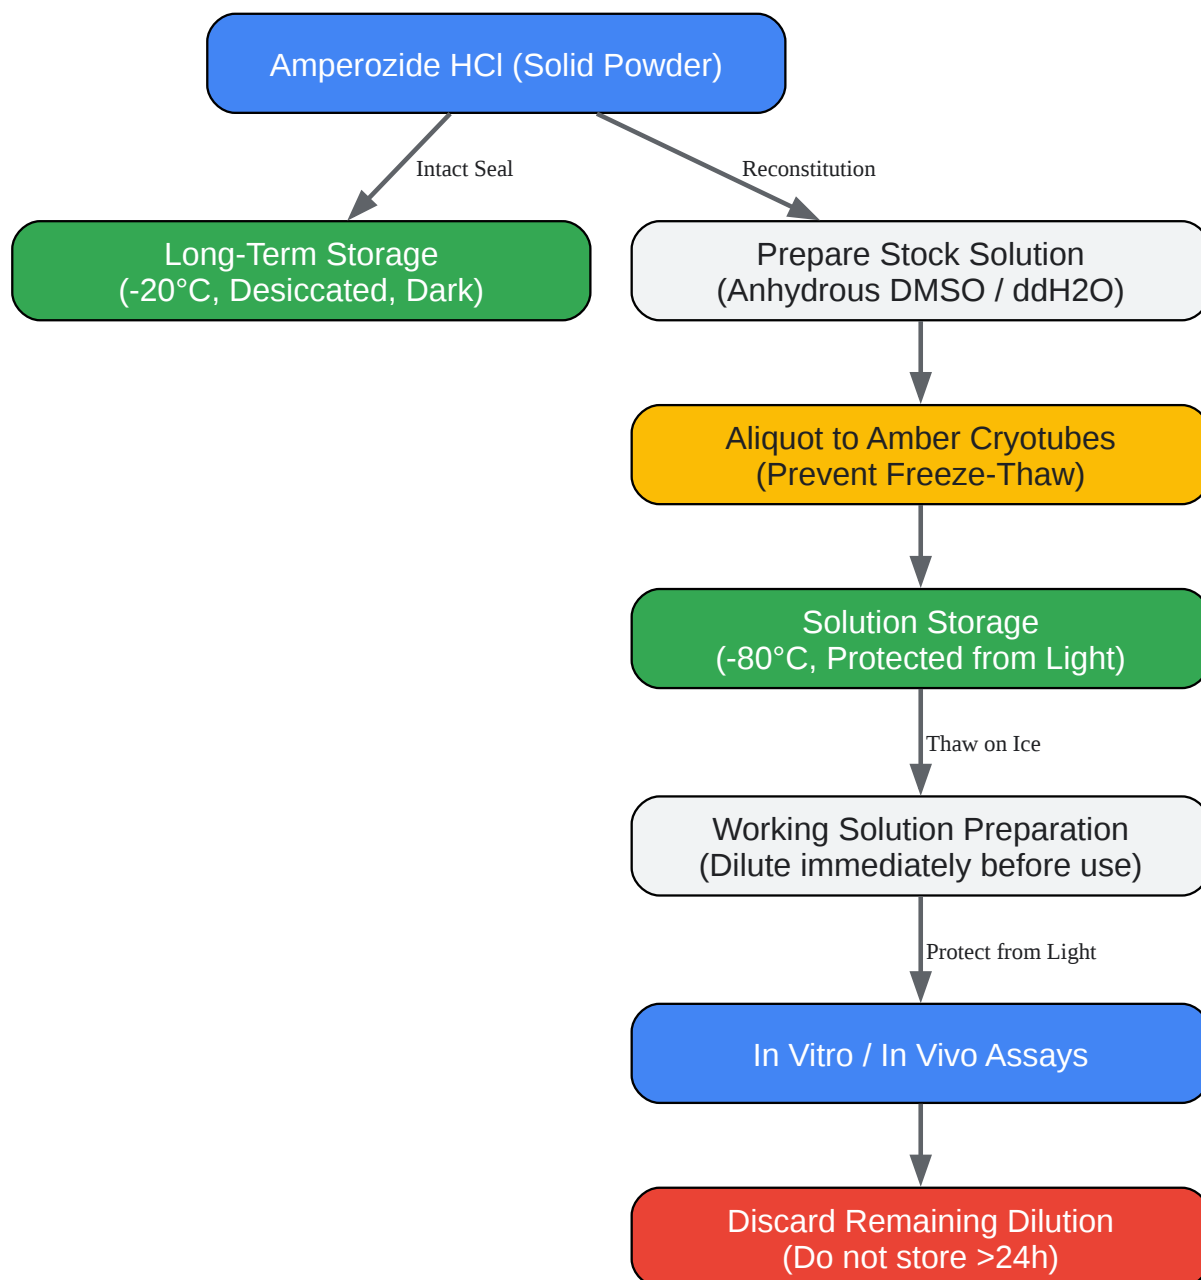 Amperozide HCl (Solid Powder)
Intact Seal
Reconstitution
Long-Term Storage
(-20°C, Desiccated, Dark)
Prepare Stock Solution
(Anhydrous DMSO / ddH2O)
Aliquot to Amber Cryotubes
(Prevent Freeze-Thaw)
Solution Storage
(-80°C, Protected from Light)
Thaw on Ice
Working Solution Preparation
(Dilute immediately before use)
Protect from Light
In Vitro / In Vivo Assays
Discard Remaining Dilution
(Do not store >24h)